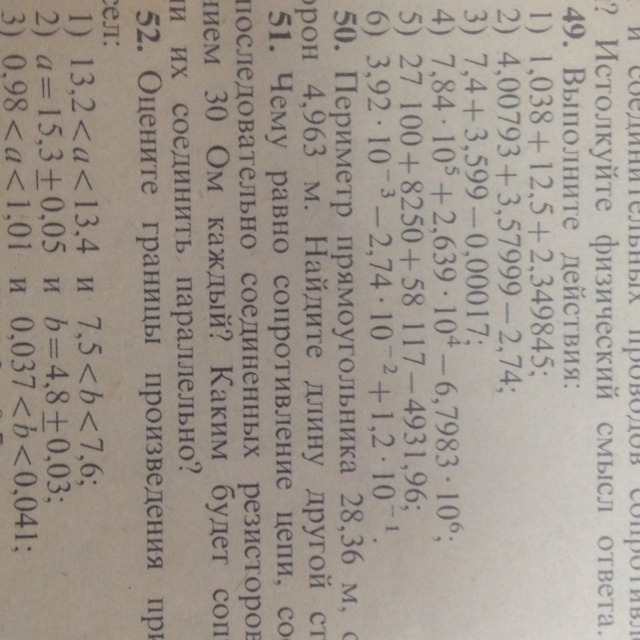 соединительных проводов
? Истолкуйте физический смысл ответа.
49. Выполните действия:
1) 1,038 + 12,5 + 2,349845;
2) 4,00793 + 3,57999 − 2,74;
3) 7,4 + 3,599 − 0,00017;
4) 7,84 · 10⁵ + 2,639 · 10⁴ − 6,7983 · 10⁶;
5) 27 100 + 8250 + 58 117 − 4931,96;
6) 3,92 · 10⁻³ − 2,74 · 10⁻² + 1,2 · 10⁻¹.
50. Периметр прямоугольника 28,36 м, о
рон 4,963 м. Найдите длину другой ст
51. Чему равно сопротивление цепи, сос
последовательно соединенных резисторов
нием 30 Ом каждый? Каким будет соп
и их соединить параллельно?
52. Оцените границы произведения при
сел:
1) 13,2 < a < 13,4 и 7,5 < b < 7,6;
2) a = 15,3 ± 0,05 и b = 4,8 ± 0,03;
3) 0,98 < a < 1,01 и 0,037 < b < 0,041;